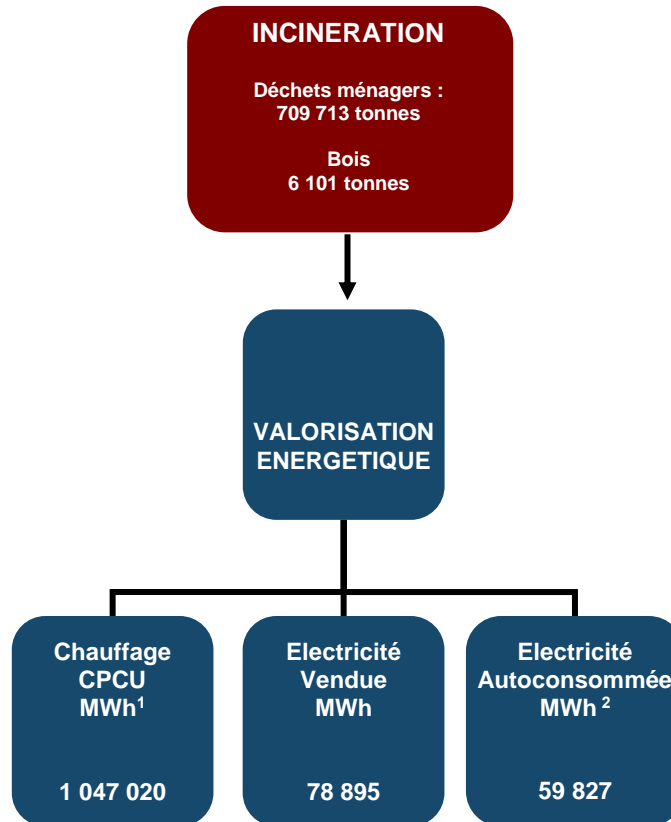 INCINERATION
Déchets ménagers :
709 713 tonnes
Bois
6 101 tonnes
VALORISATION
ENERGETIQUE
Chauffage
CPCU
MWh¹
1 047 020
Electricité
Vendue
MWh
78 895
Electricité
Autoconsommée
MWh ²
59 827